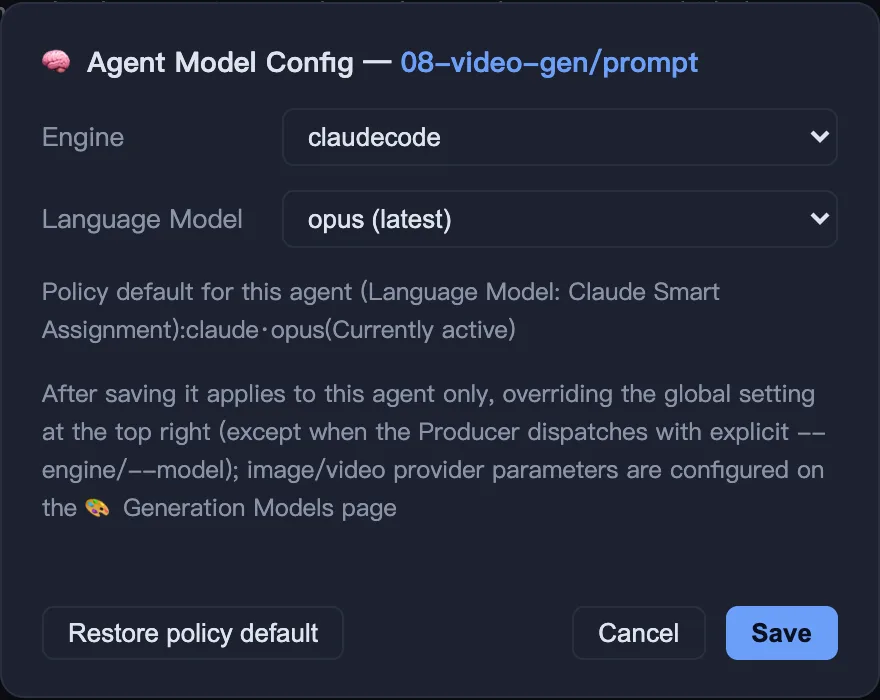 🧠 Agent Model Config — 08-video-gen/prompt
Engine
claudecode
Language Model
opus (latest)
Policy default for this agent (Language Model: Claude Smart
Assignment):claude·opus(Currently active)
After saving it applies to this agent only, overriding the global setting
at the top right (except when the Producer dispatches with explicit --
engine/--model); image/video provider parameters are configured on
the 🎨 Generation Models page
Restore policy default
Cancel
Save